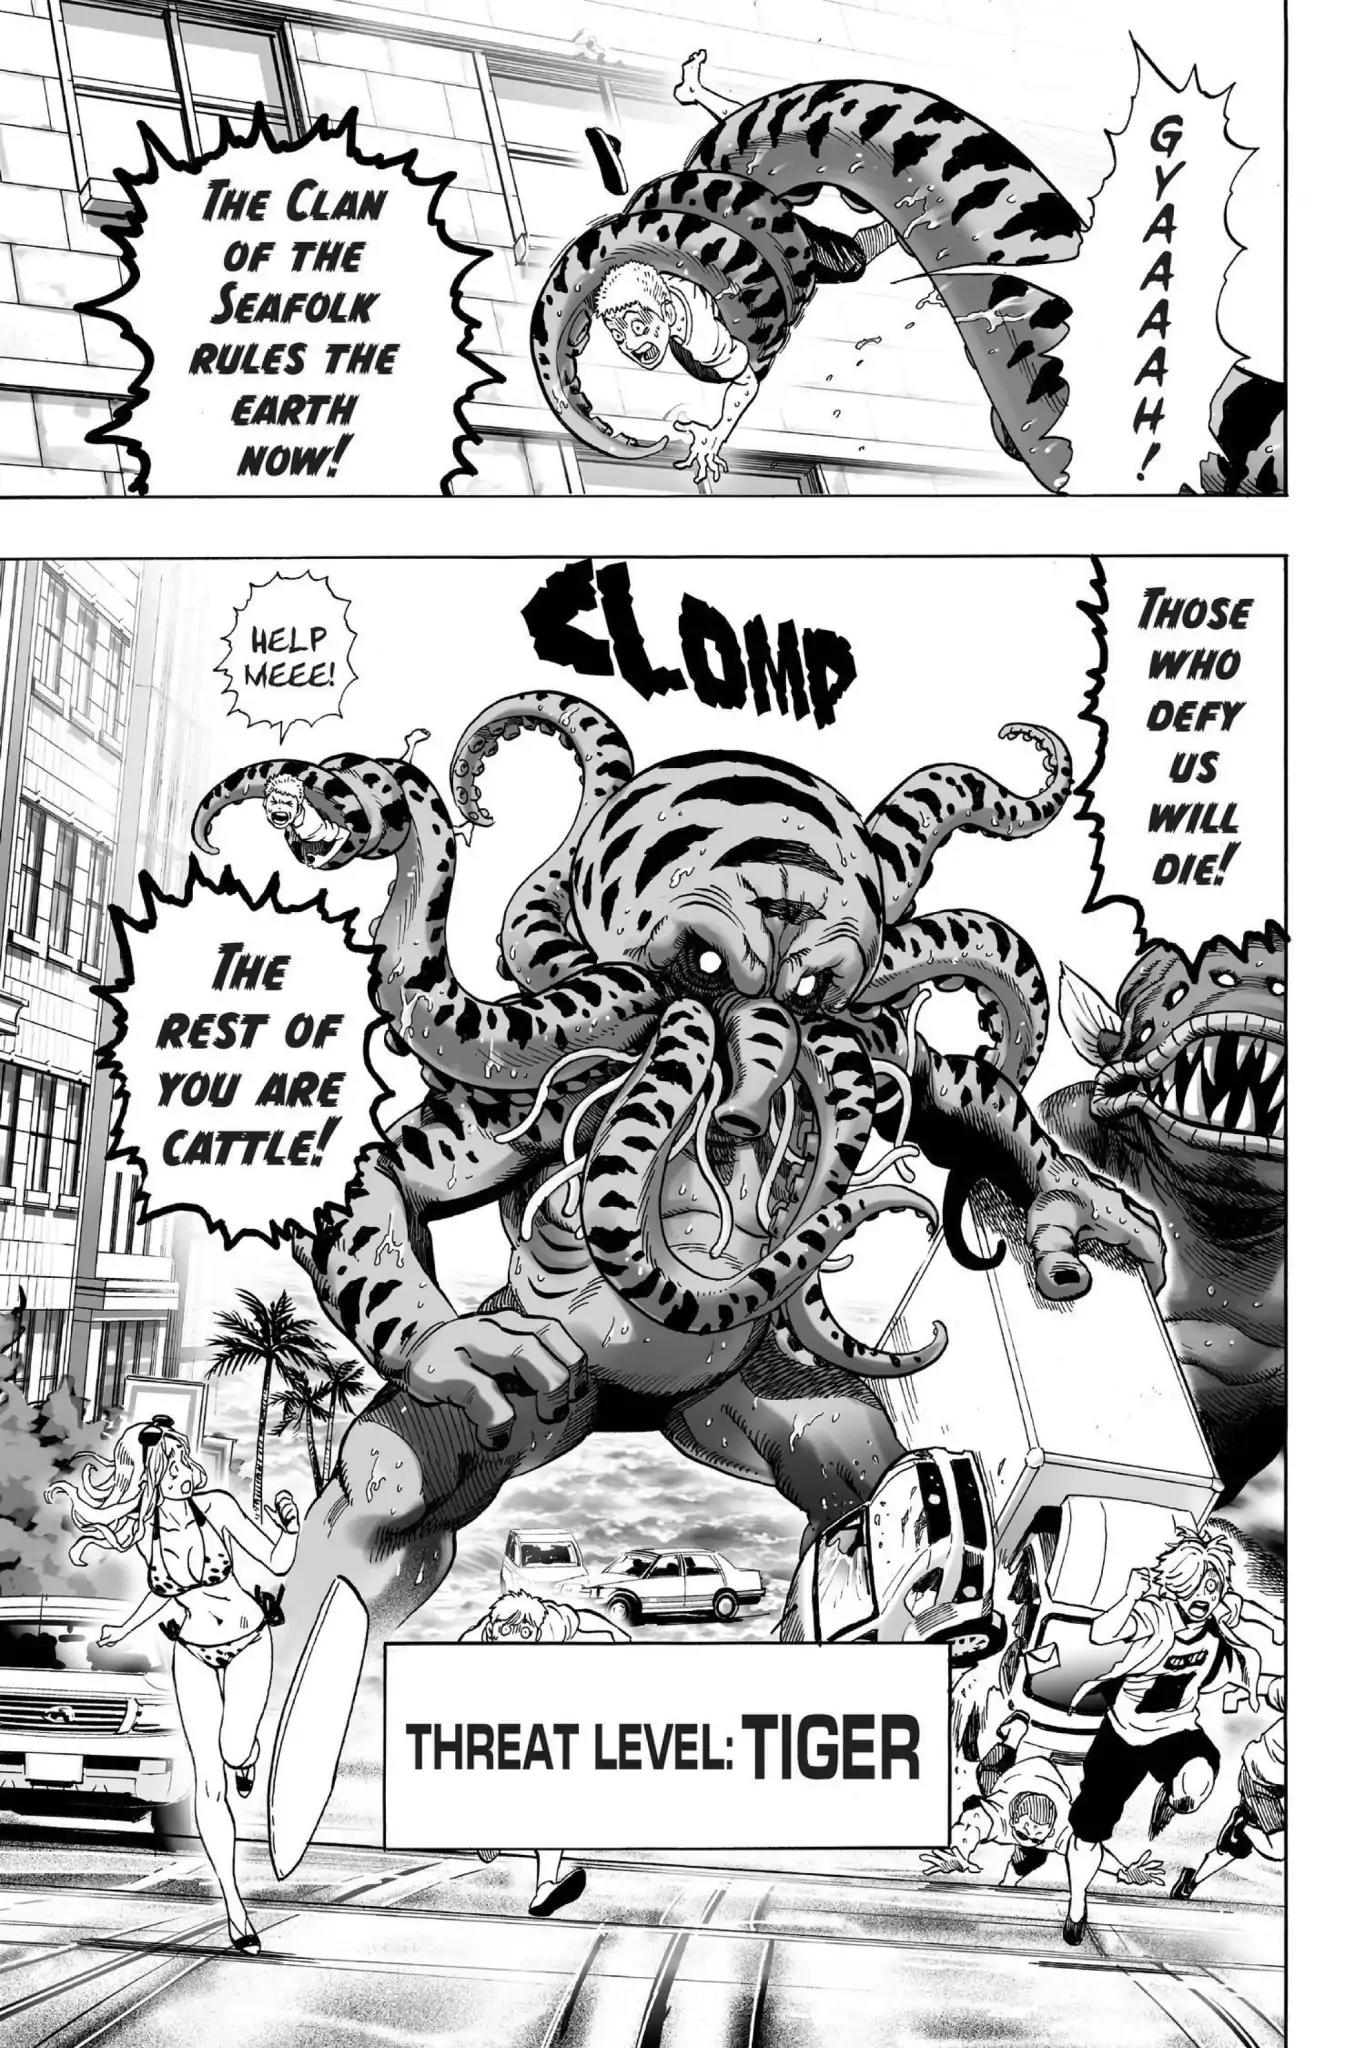 GYAAAAAH!
THE CLAN
OF THE
SEAFOLK
RULES THE
EARTH
NOW!
THOSE
WHO
DEFY
US
WILL
DIE!
CLOMP
HELP
MEEE!
THE
REST OF
YOU ARE
CATTLE!
THREAT LEVEL: TIGER